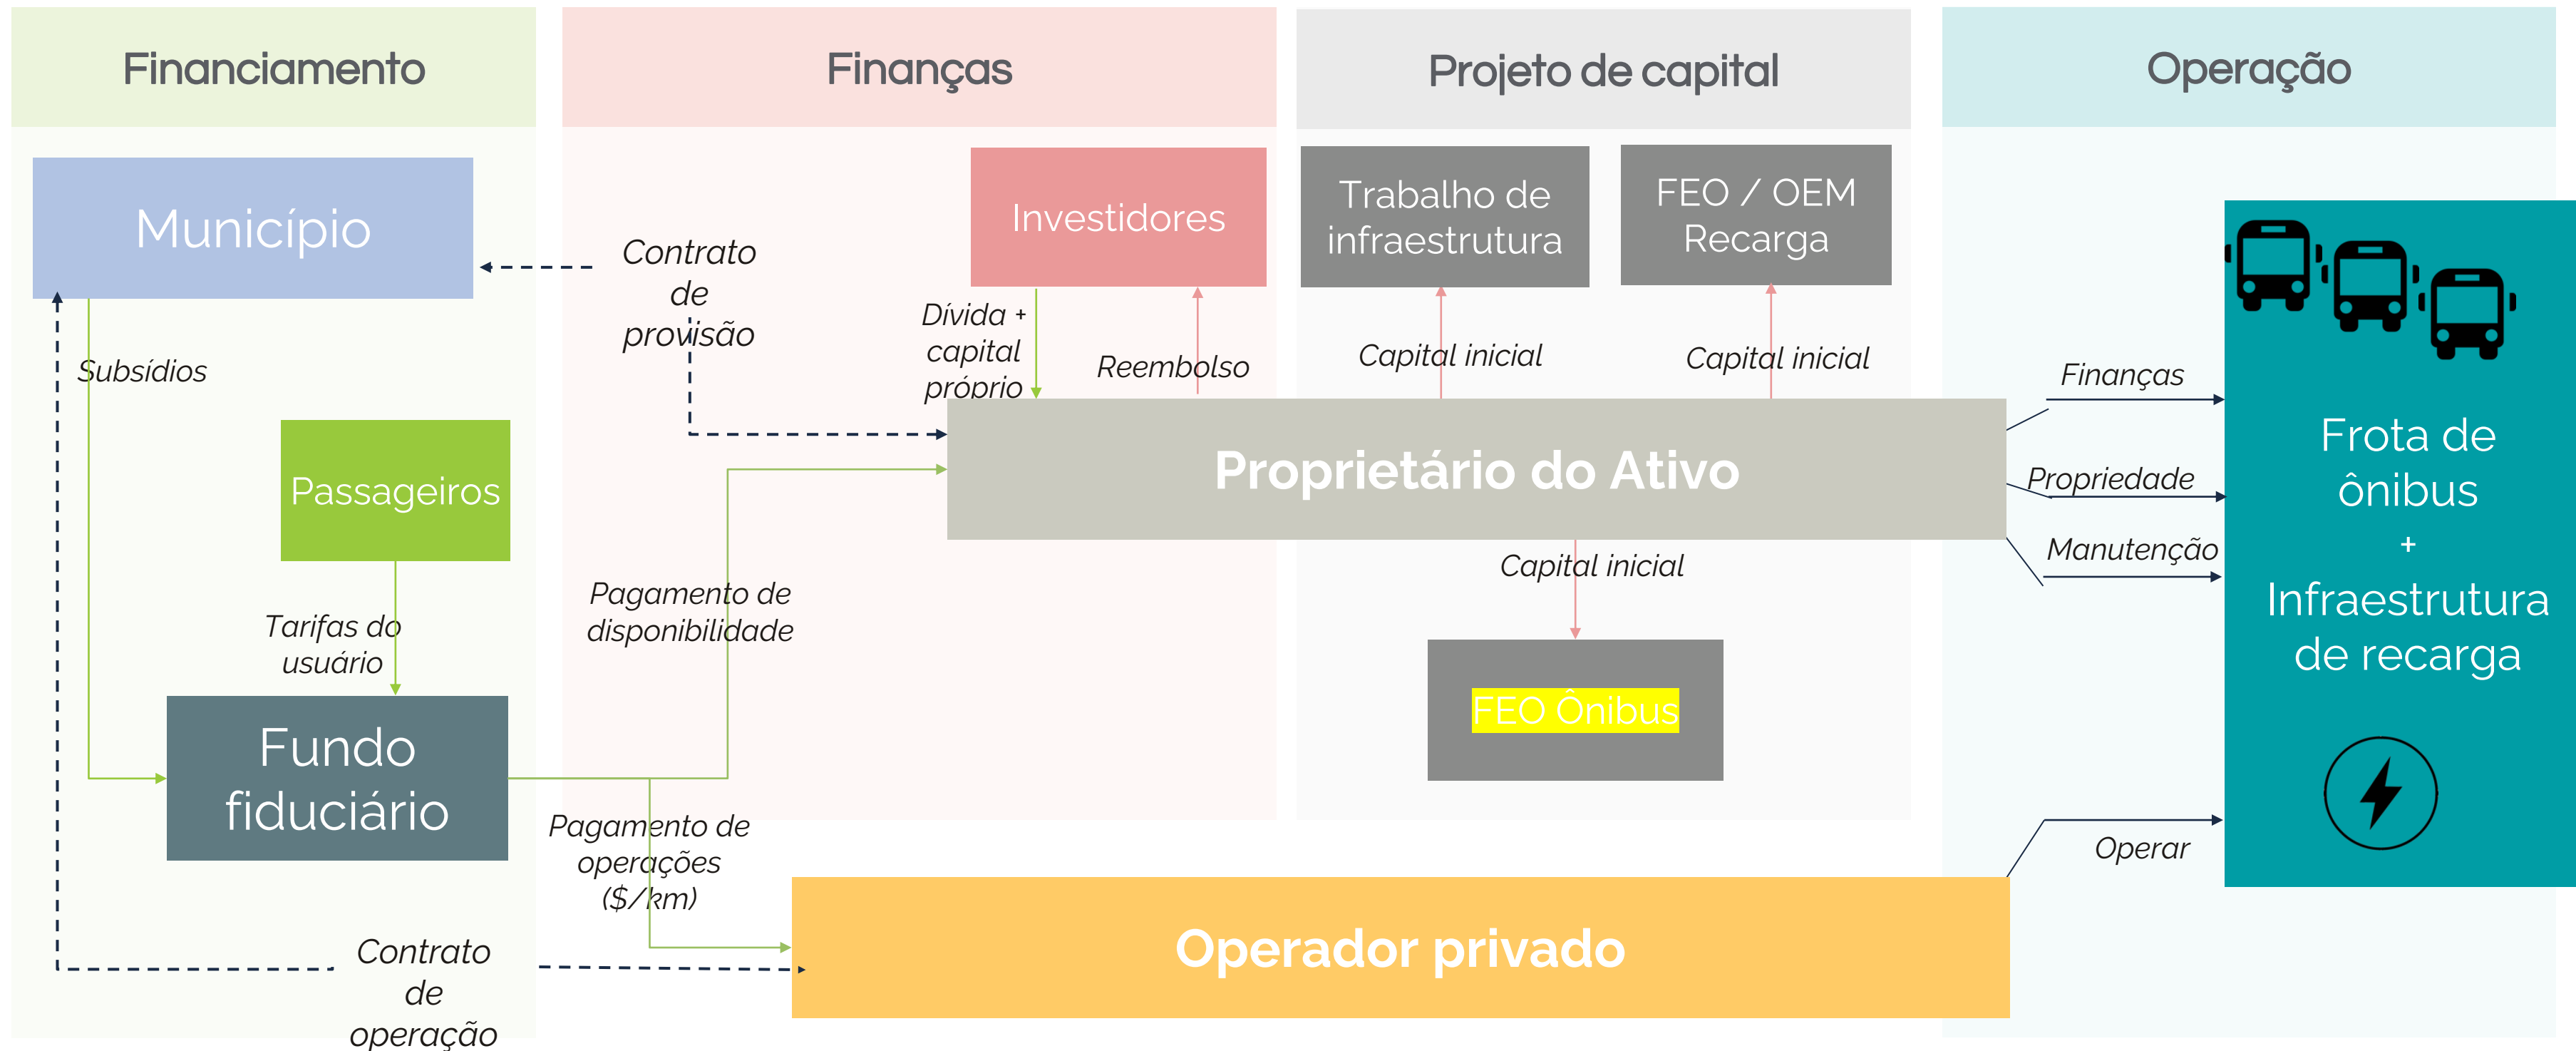 Financiamento
Finanças
Projeto de capital
Operação
Município
Investidores
Trabalho de
infraestrutura
FEO / OEM
Recarga
Contrato
de
provisão
Dívida +
capital
próprio
Reembolso
Capital inicial
Capital inicial
Subsídios
Finanças
Passageiros
Proprietário do Ativo
Propriedade
Manutenção
Frota de
ônibus
+
Infraestrutura
de recarga
Capital inicial
Pagamento de
disponibilidade
Tarifas do
usuário
FEO Ônibus
Fundo
fiduciário
Pagamento de
operações
($/km)
Operar
Operador privado
Contrato
de
operação